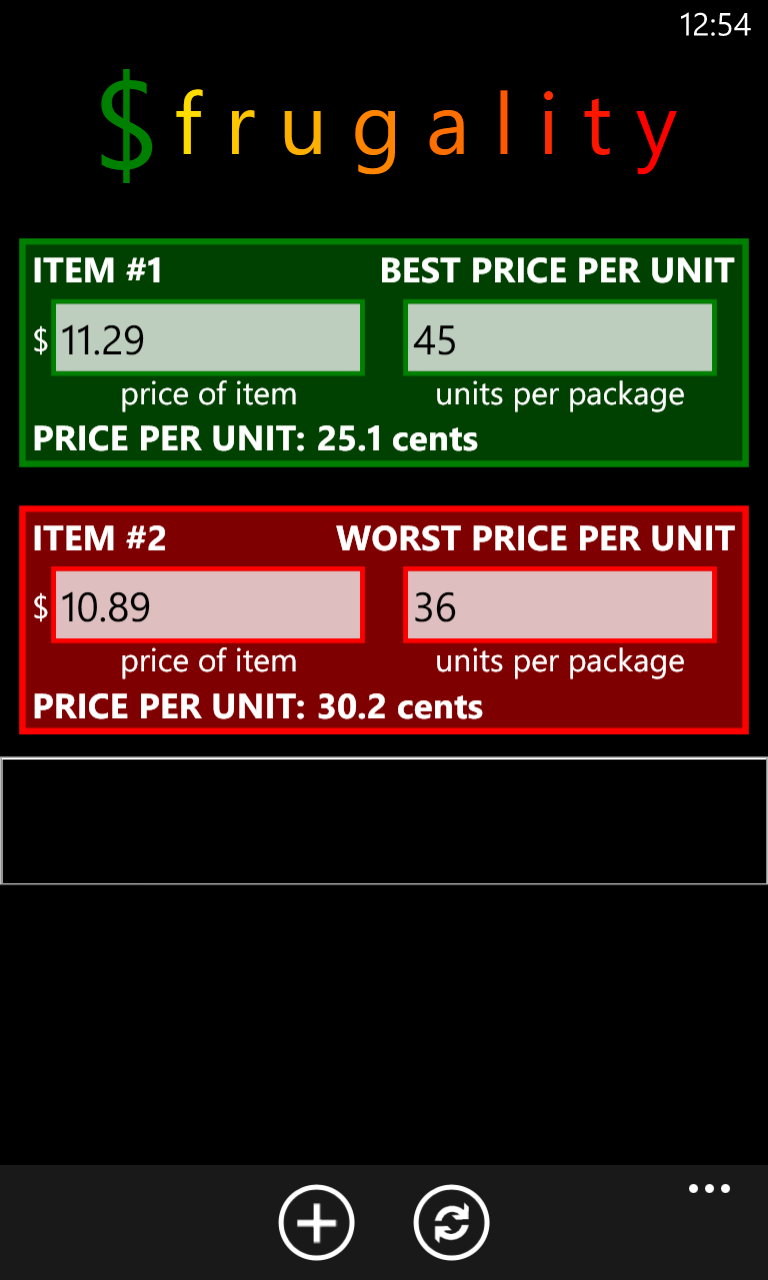 12:54
$frugality
ITEM #1 BEST PRICE PER UNIT
$ 11.29 45
price of item units per package
PRICE PER UNIT: 25.1 cents
ITEM #2 WORST PRICE PER UNIT
$ 10.89 36
price of item units per package
PRICE PER UNIT: 30.2 cents